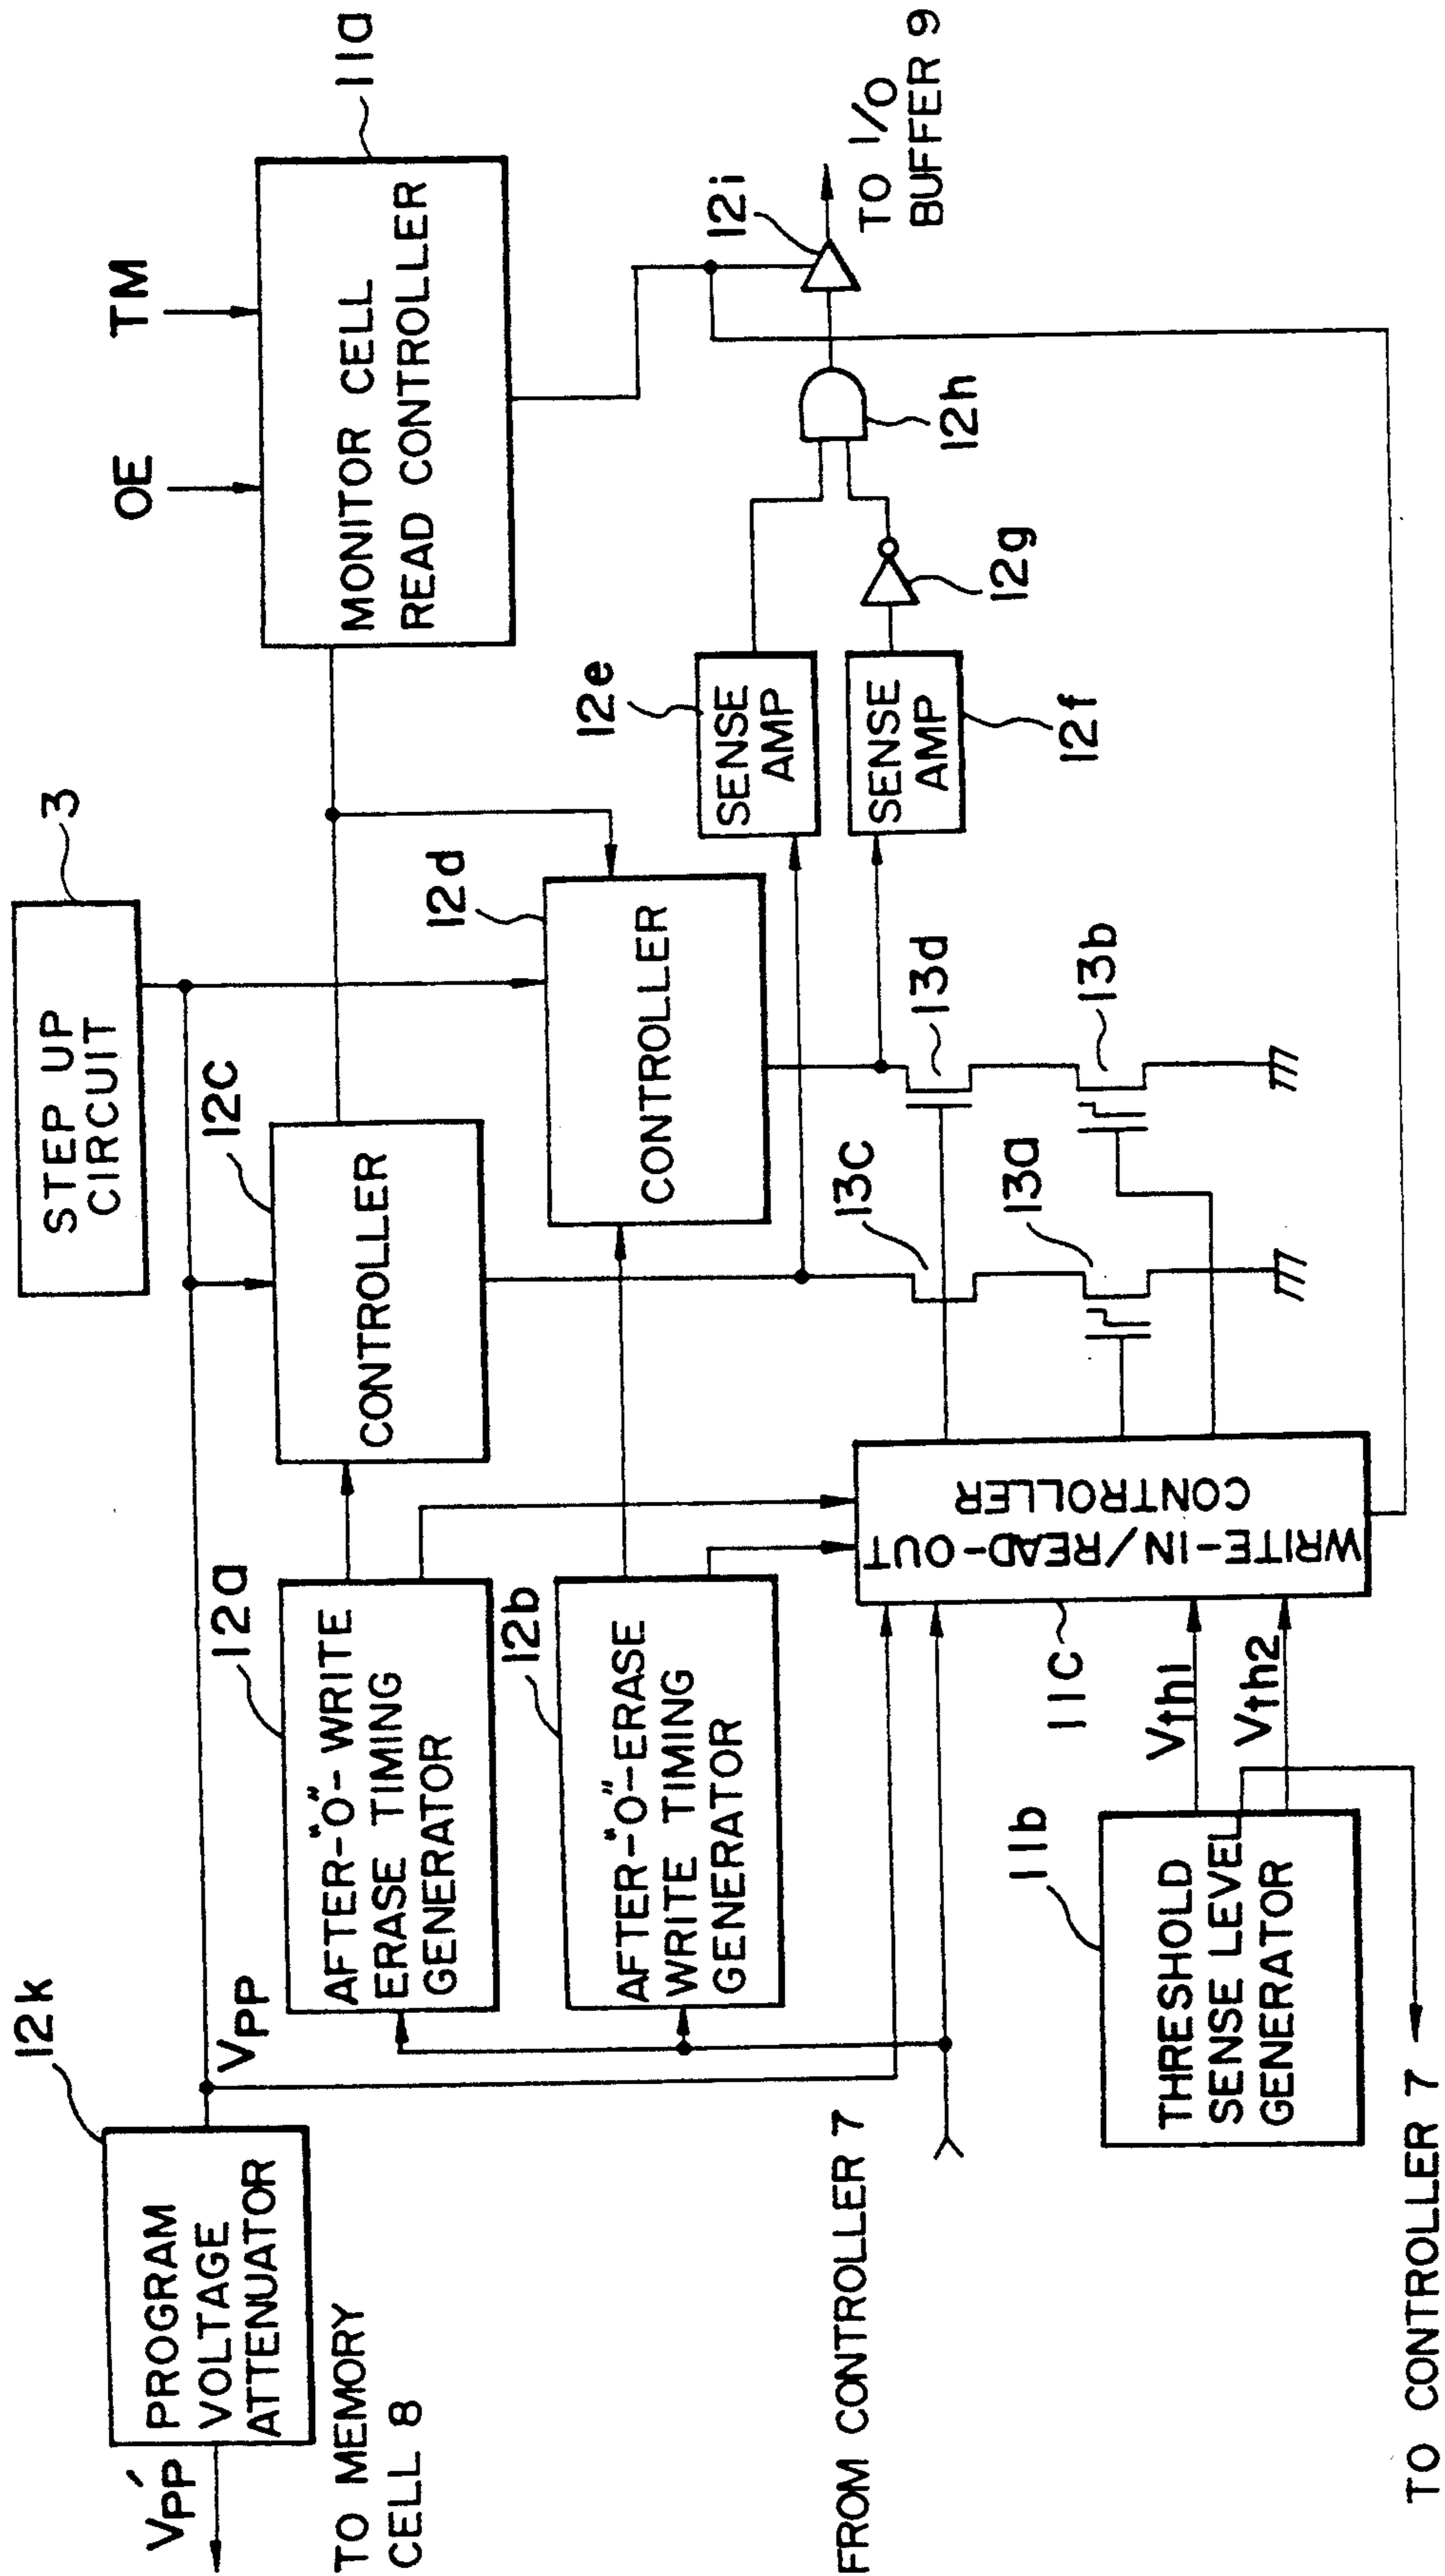 3
STEP UP
CIRCUIT
OE
TM
12k
PROGRAM
VOLTAGE
ATTENUATOR
V'PP
VPP
TO MEMORY
CELL 8
12a
AFTER-"O"-WRITE
ERASE TIMING
GENERATOR
12C
CONTROLLER
11a
MONITOR CELL
READ CONTROLLER
12b
AFTER-"O"-ERASE
WRITE TIMING
GENERATOR
12d
CONTROLLER
12e
SENSE
AMP
12f
SENSE
AMP
12g
12h
12i
TO I/O
BUFFER 9
FROM CONTROLLER 7
13C
13d
13a
13b
WRITE-IN/READ-OUT
CONTROLLER
11C
Vth1
Vth2
11b
THRESHOLD
SENSE LEVEL
GENERATOR
TO CONTROLLER 7